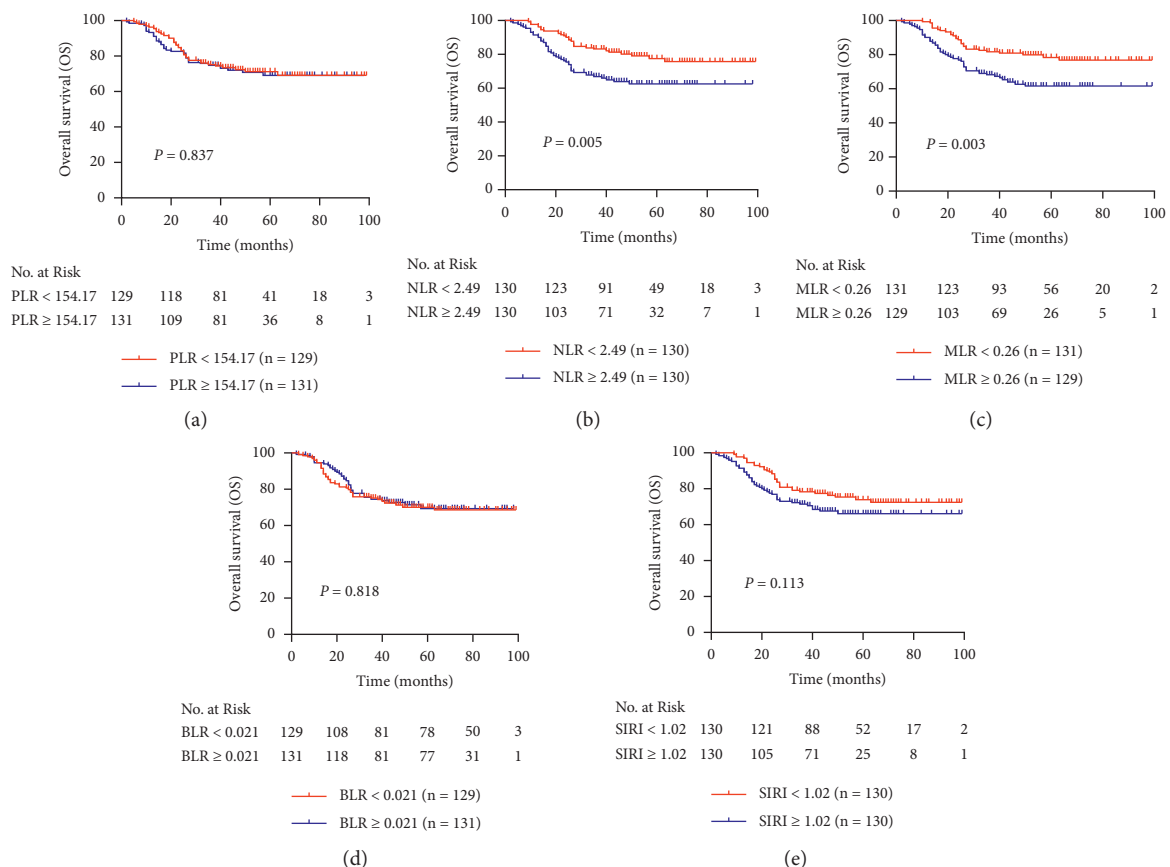 100
80
60
40
20
0
Overall survival (OS)
P = 0.837
0 20 40 60 80 100
Time (months)
No. at Risk
PLR < 154.17 129 118 81 41 18 3
PLR ≥ 154.17 131 109 81 36 8 1
PLR < 154.17 (n = 129)
PLR ≥ 154.17 (n = 131)
(a)
100
80
60
40
20
0
Overall survival (OS)
P = 0.005
0 20 40 60 80 100
Time (months)
No. at Risk
NLR < 2.49 130 123 91 49 18 3
NLR ≥ 2.49 130 103 71 32 7 1
NLR < 2.49 (n = 130)
NLR ≥ 2.49 (n = 130)
(b)
100
80
60
40
20
0
Overall survival (OS)
P = 0.003
0 20 40 60 80 100
Time (months)
No. at Risk
MLR < 0.26 131 123 93 56 20 2
MLR ≥ 0.26 129 103 69 26 5 1
MLR < 0.26 (n = 131)
MLR ≥ 0.26 (n = 129)
(c)
100
80
60
40
20
0
Overall survival (OS)
P = 0.818
0 20 40 60 80 100
Time (months)
No. at Risk
BLR < 0.021 129 108 81 78 50 3
BLR ≥ 0.021 131 118 81 77 31 1
BLR < 0.021 (n = 129)
BLR ≥ 0.021 (n = 131)
(d)
100
80
60
40
20
0
Overall survival (OS)
P = 0.113
0 20 40 60 80 100
Time (months)
No. at Risk
SIRI < 1.02 130 121 88 52 17 2
SIRI ≥ 1.02 130 105 71 25 8 1
SIRI < 1.02 (n = 130)
SIRI ≥ 1.02 (n = 130)
(e)